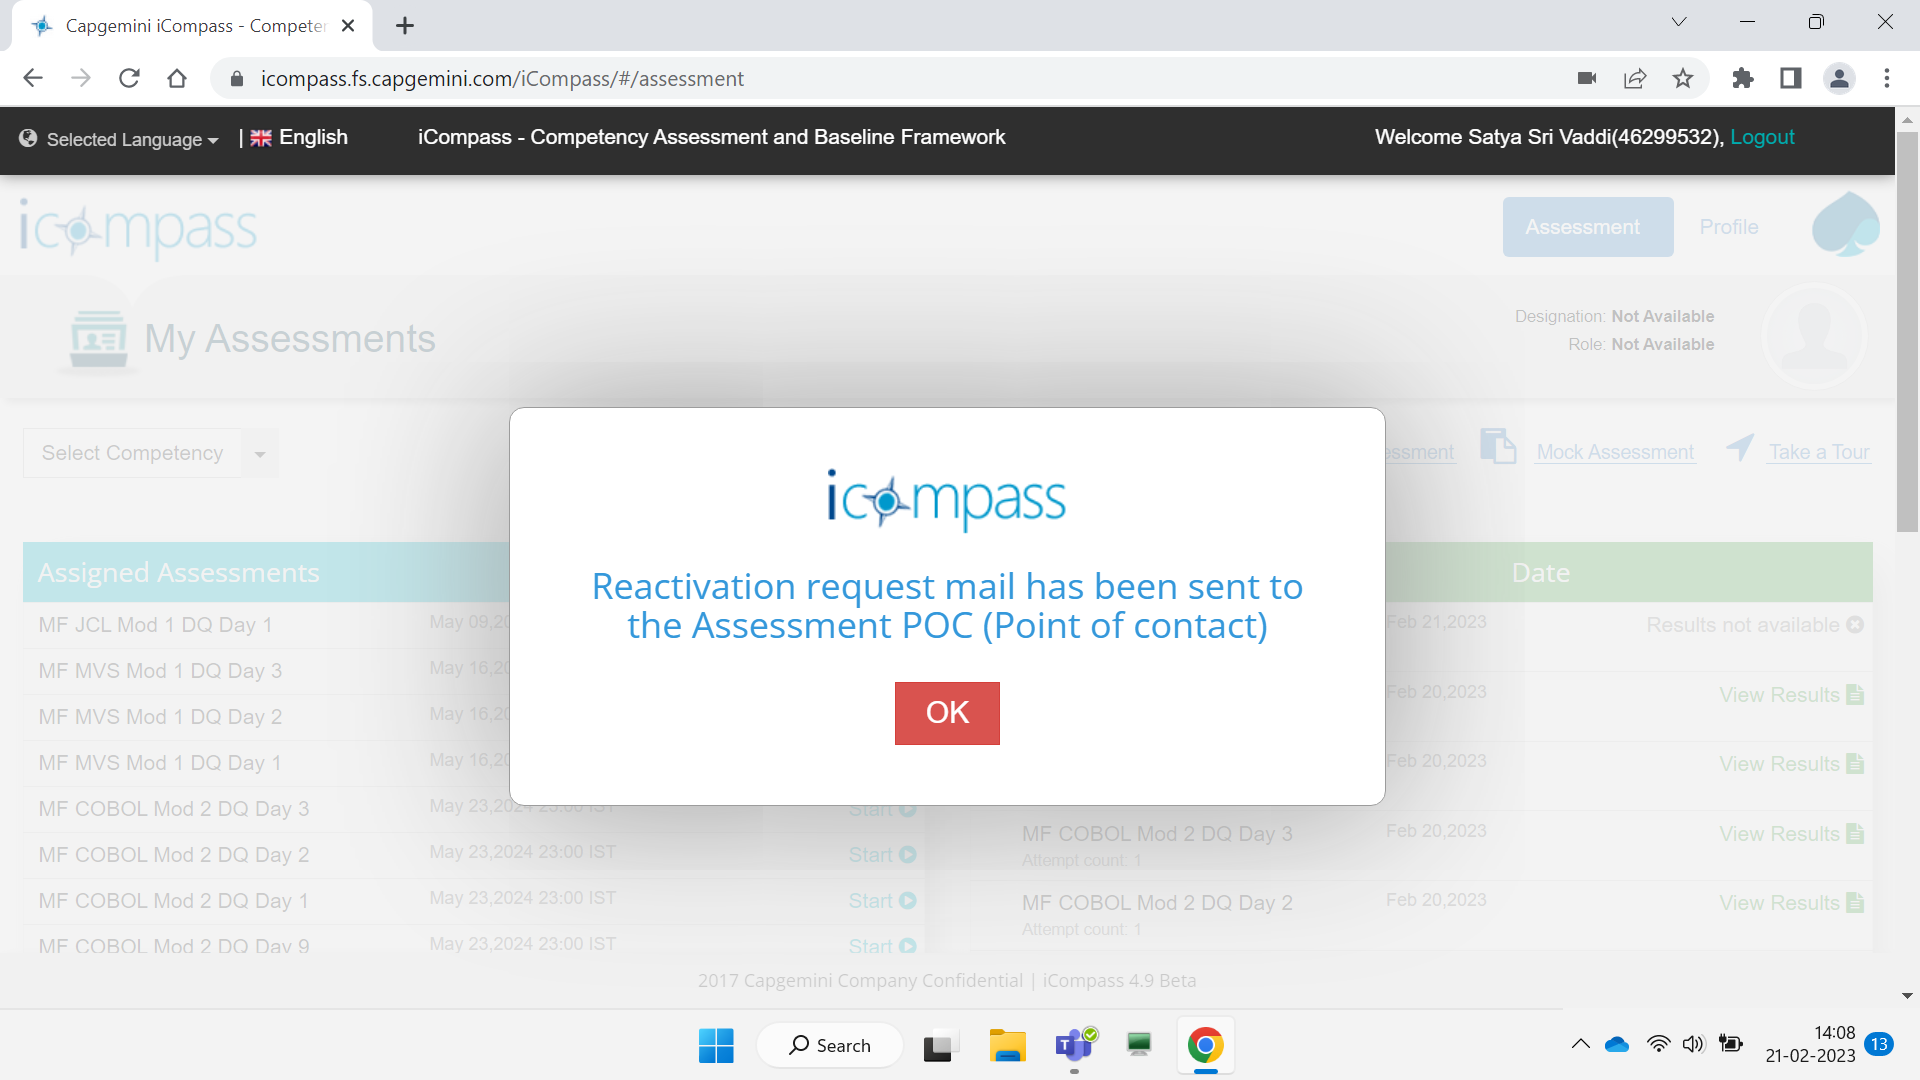 Capgemini iCompass - Competer
icompass.fs.capgemini.com/iCompass/#/assessment
Selected Language | English
iCompass - Competency Assessment and Baseline Framework
Welcome Satya Sri Vaddi(46299532), Logout
icompass
Assessment
Profile
My Assessments
Designation: Not Available
Role: Not Available
Select Competency
essment
Mock Assessment
Take a Tour
icompass
Reactivation request mail has been sent to
the Assessment POC (Point of contact)
OK
Assigned Assessments
Date
MF JCL Mod 1 DQ Day 1 May 09,20
MF MVS Mod 1 DQ Day 3 May 16,20
MF MVS Mod 1 DQ Day 2 May 16,20
MF MVS Mod 1 DQ Day 1 May 16,20
MF COBOL Mod 2 DQ Day 3 May 23,2024 23:00 IST Start
MF COBOL Mod 2 DQ Day 2 May 23,2024 23:00 IST Start
MF COBOL Mod 2 DQ Day 1 May 23,2024 23:00 IST Start
MF COBOL Mod 2 DQ Day 9 May 23,2024 23:00 IST Start
Feb 21,2023 Results not available
Feb 20,2023 View Results
Feb 20,2023 View Results
MF COBOL Mod 2 DQ Day 3 Feb 20,2023 View Results
Attempt count: 1
MF COBOL Mod 2 DQ Day 2 Feb 20,2023 View Results
Attempt count: 1
2017 Capgemini Company Confidential | iCompass 4.9 Beta
Search
14:08
21-02-2023
13